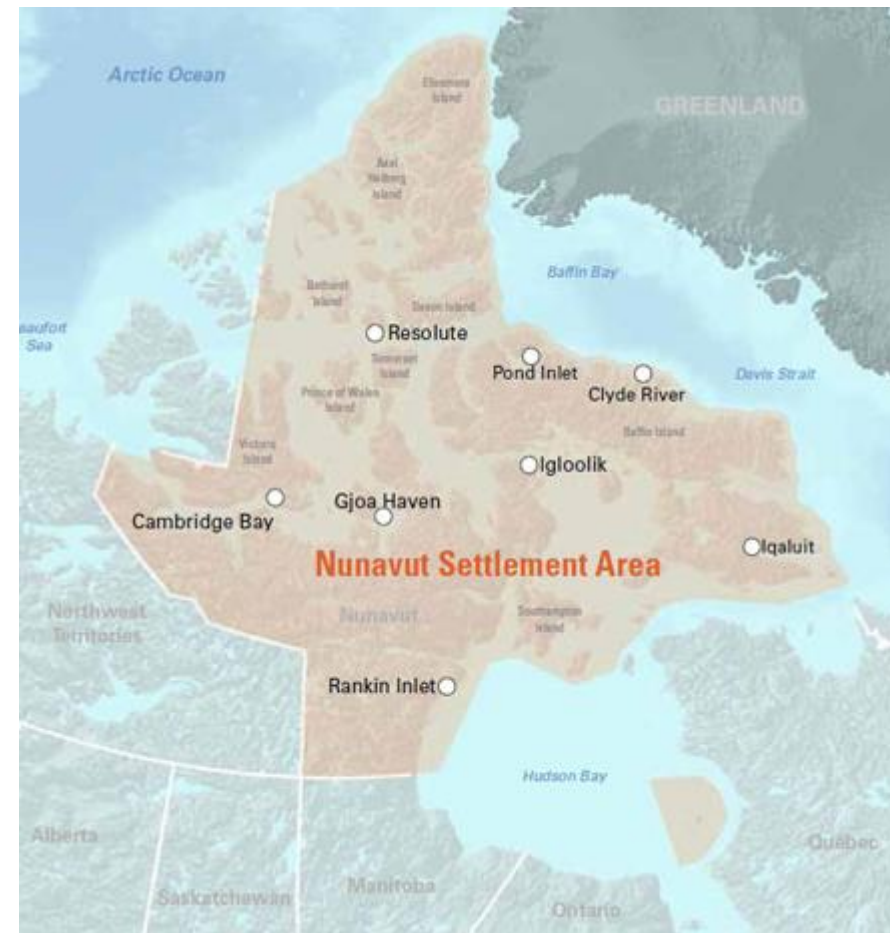 Arctic Ocean
Ellesmere
Island
GREENLAND
Axel
Heiberg
Island
Baffin Bay
Bathurst
Island
Devon Island
Resolute
eaufort
Sea
Somerset
Island
Pond Inlet
Clyde River
Davis Strait
Prince of Wales
Island
Baffin Island
Victoria
Island
Igloolik
Cambridge Bay
Gjoa Haven
Iqaluit
Nunavut Settlement Area
Northwest
Territories
Nunavut
Southampton
Island
Rankin Inlet
Hudson Bay
Alberta
Québec
Saskatchewan
Manitoba
Ontario